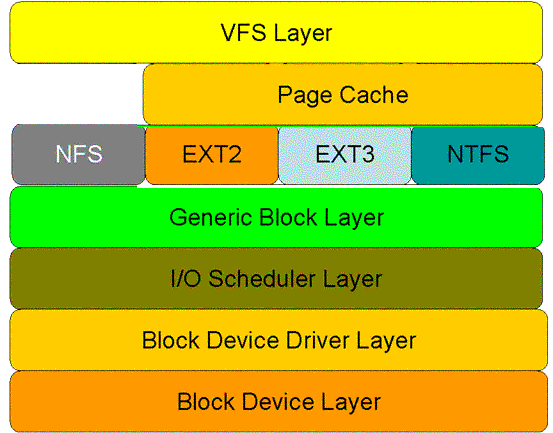 VFS Layer
Page Cache
NFS
EXT2
EXT3
NTFS
Generic Block Layer
I/O Scheduler Layer
Block Device Driver Layer
Block Device Layer